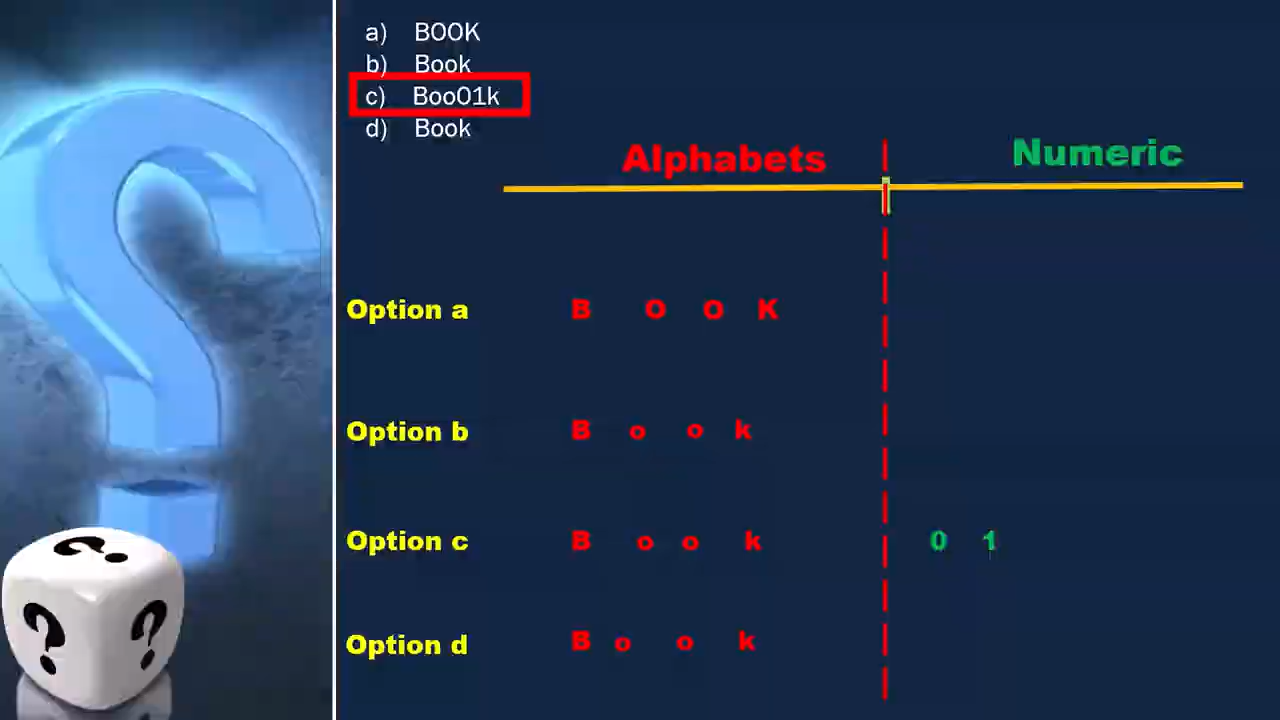 a) BOOK
b) Book
c) Boo01k
d) Book
Alphabets Numeric
Option a B O O K
Option b B o o k
Option c B o o k 0 1
Option d B o o k
? ? ?